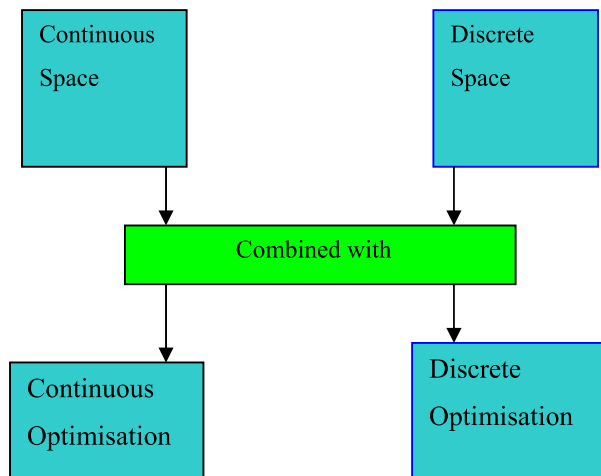 Continuous
Space
Discrete
Space
Combined with
Continuous
Optimisation
Discrete
Optimisation